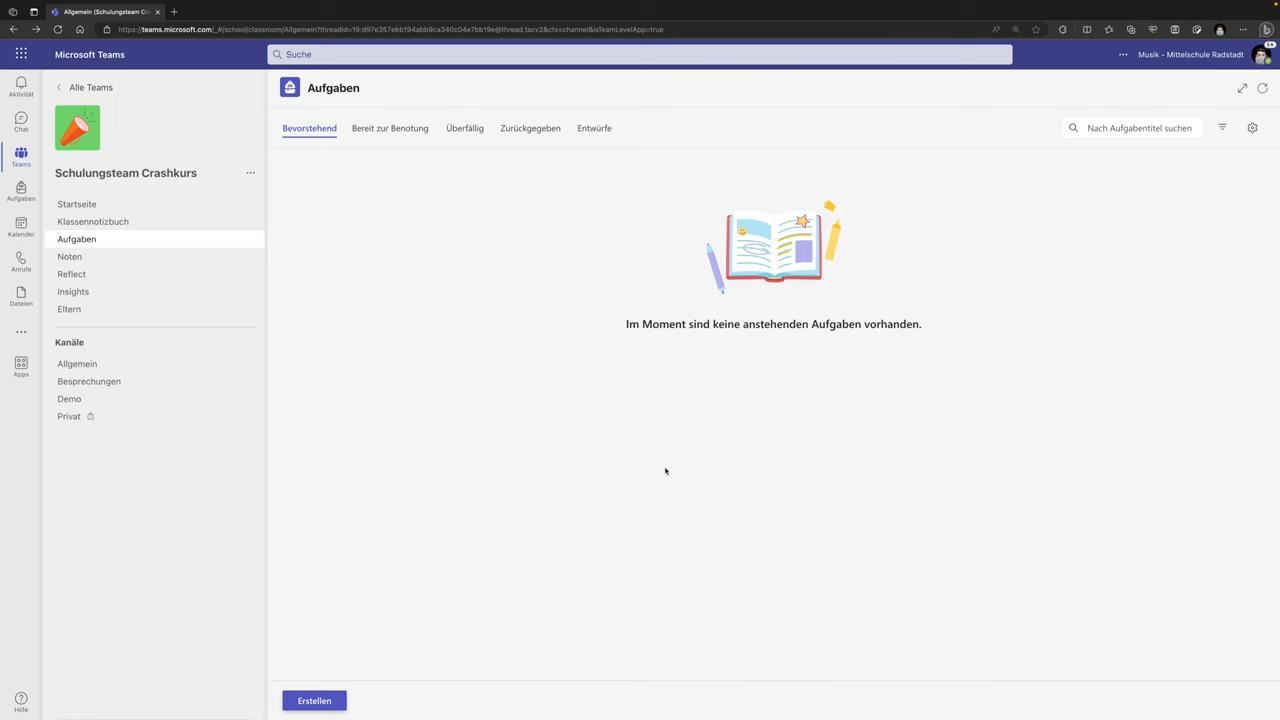 Allgemein (Schulungsteam Cra
https://teams.microsoft.com/_#/school/classroom/Allgemein?threadId=19:d97e357ebb194abb9ca340c04e7bb19e@thread.tacv2&ctx=channel&isTeamLevelApp=true
Microsoft Teams
Suche
Musik - Mittelschule Radstadt
EA
Aktivität
Chat
Teams
Aufgaben
Kalender
Anrufe
Dateien
Apps
Hilfe
Alle Teams
Schulungsteam Crashkurs
Startseite
Klassennotizbuch
Aufgaben
Noten
Reflect
Insights
Eltern
Kanäle
Allgemein
Besprechungen
Demo
Privat
Aufgaben
Bevorstehend
Bereit zur Benotung
Überfällig
Zurückgegeben
Entwürfe
Nach Aufgabentitel suchen
Im Moment sind keine anstehenden Aufgaben vorhanden.
Erstellen